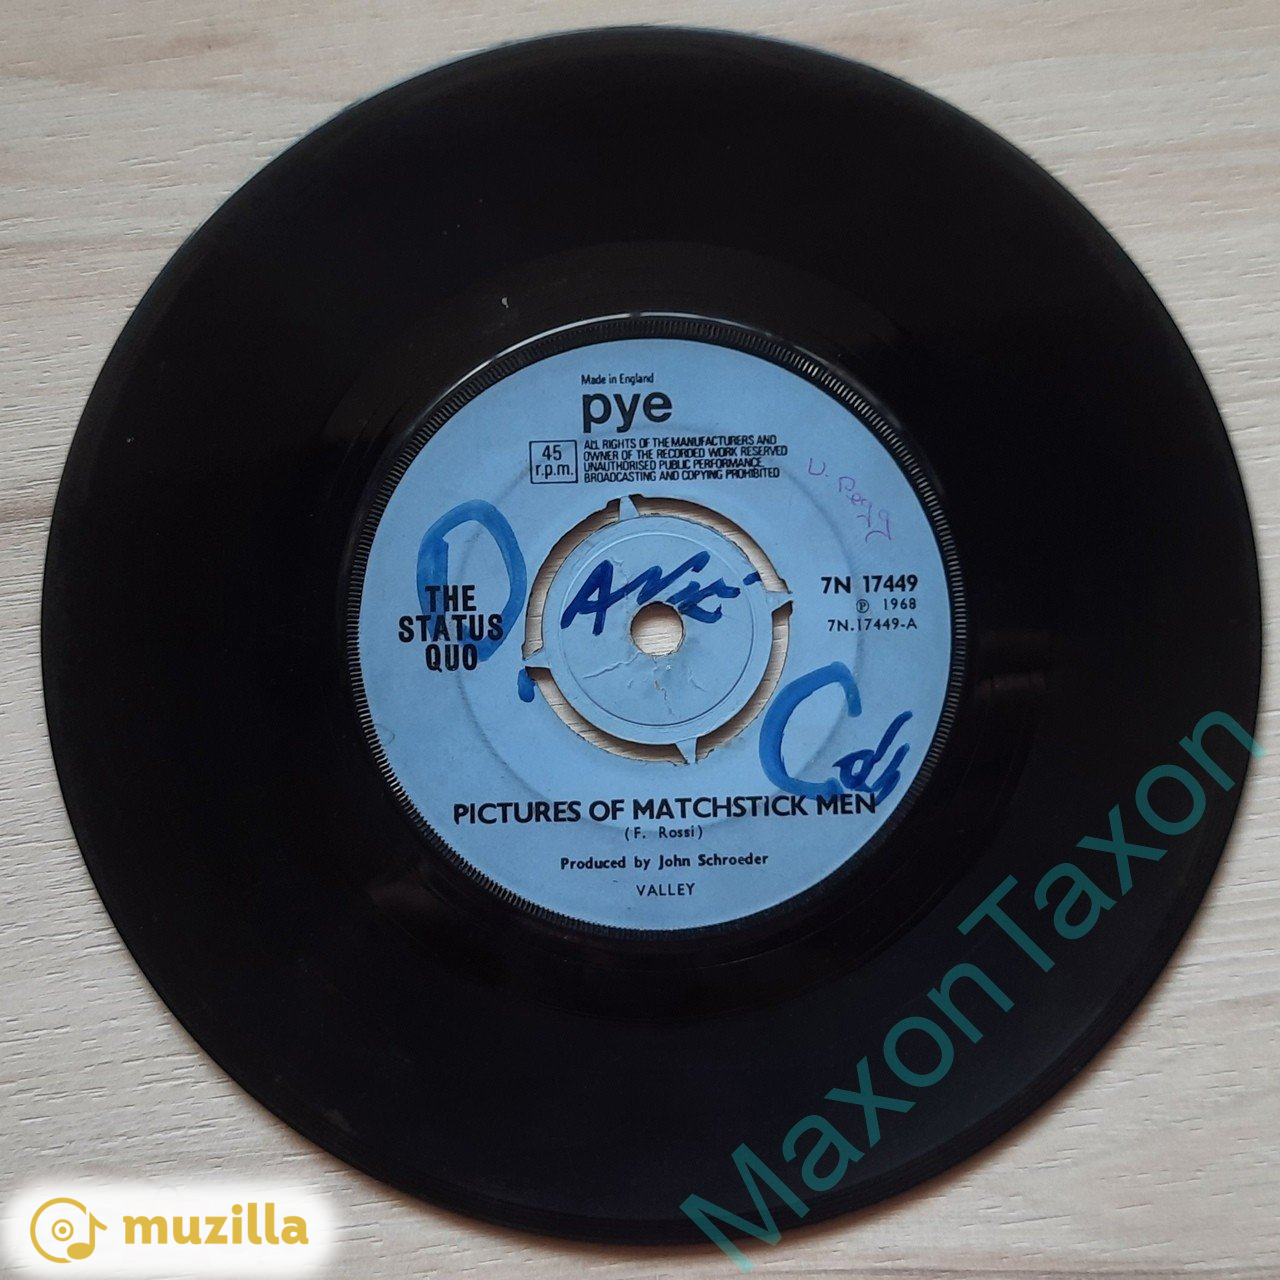 Made in England
pye
45
r.p.m.
ALL RIGHTS OF THE MANUFACTURERS AND
OWNER OF THE RECORDED WORK RESERVED
UNAUTHORISED PUBLIC PERFORMANCE,
BROADCASTING AND COPYING PROHIBITED
D. Pegg
7N 17449
℗ 1968
7N.17449-A
THE
STATUS
QUO
D
PICTURES OF MATCHSTICK MEN
(F. Rossi)
Produced by John Schroeder
VALLEY
MaxonTaxon
muzilla